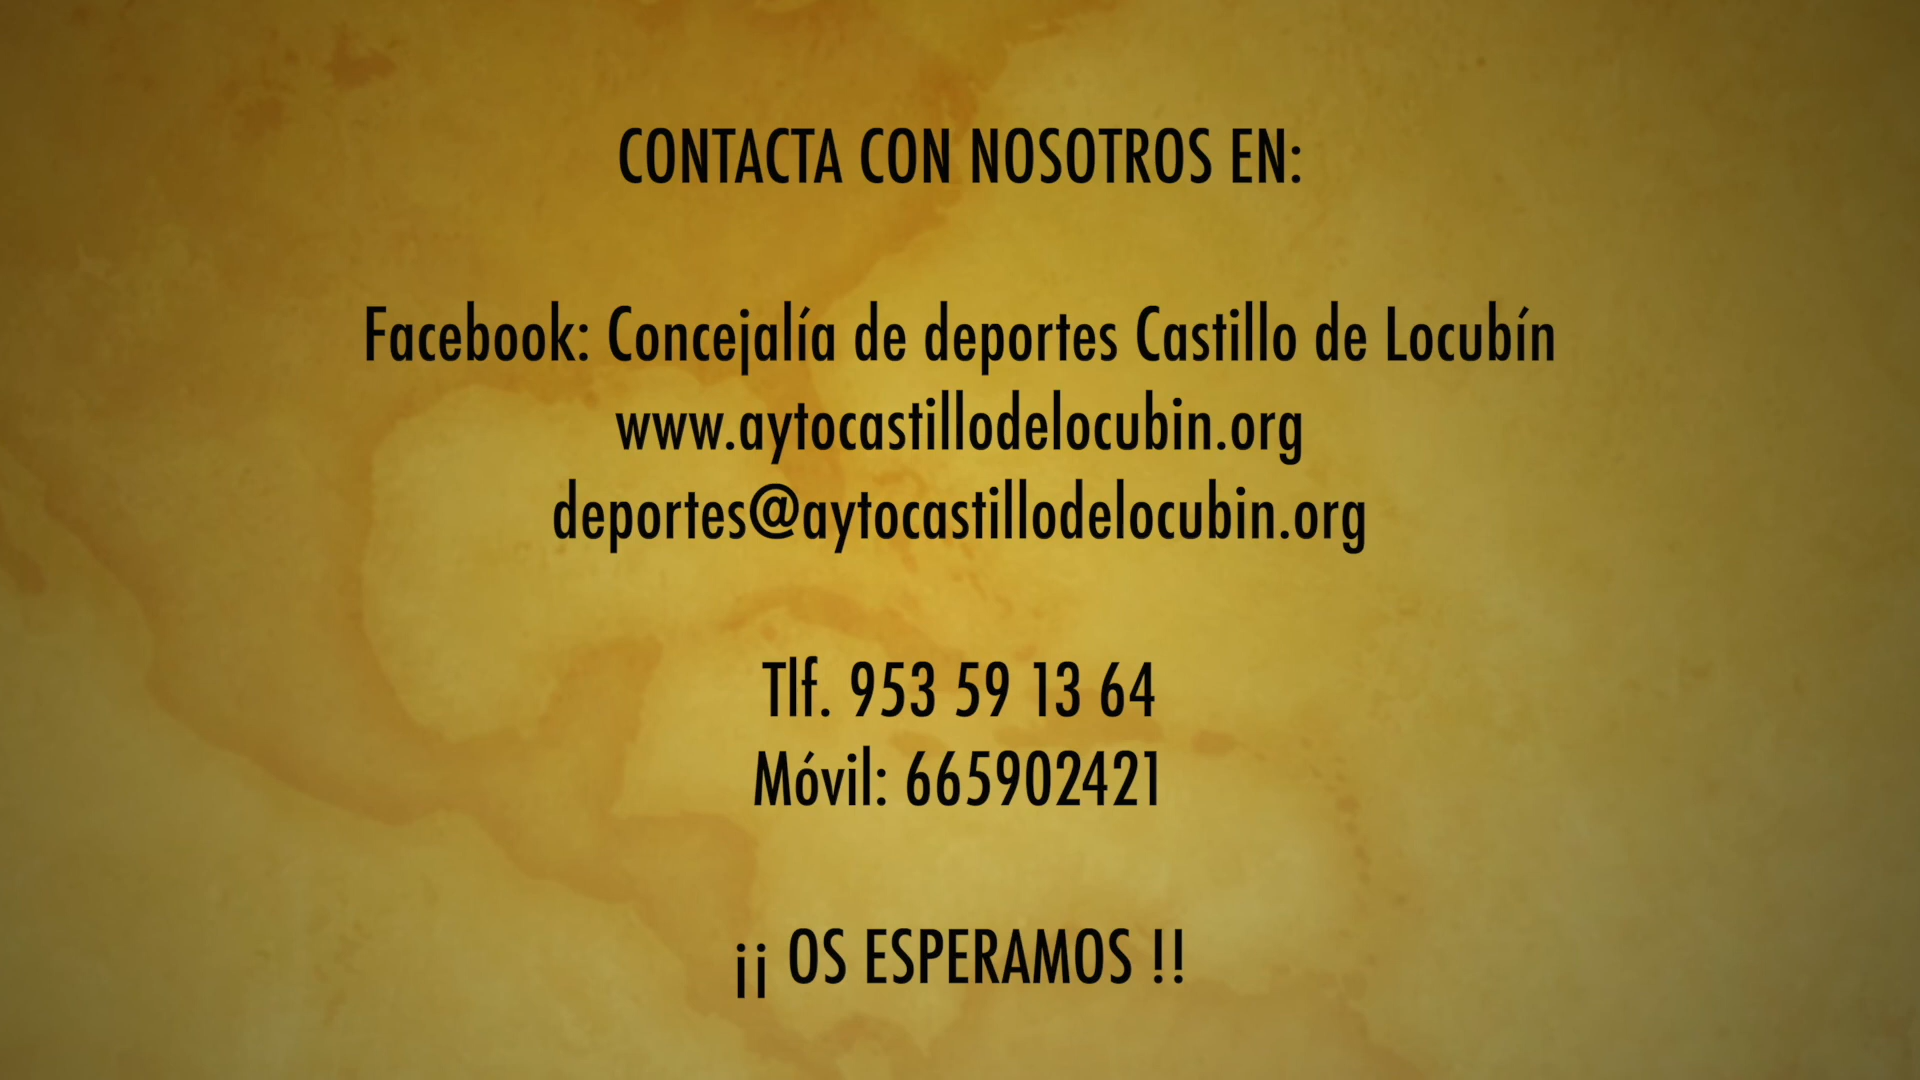 CONTACTA CON NOSOTROS EN:
Facebook: Concejalía de deportes Castillo de Locubín
www.aytocastillodelocubin.org
deportes@aytocastillodelocubin.org
Tlf. 953 59 13 64
Móvil: 665902421
¡¡ OS ESPERAMOS !!